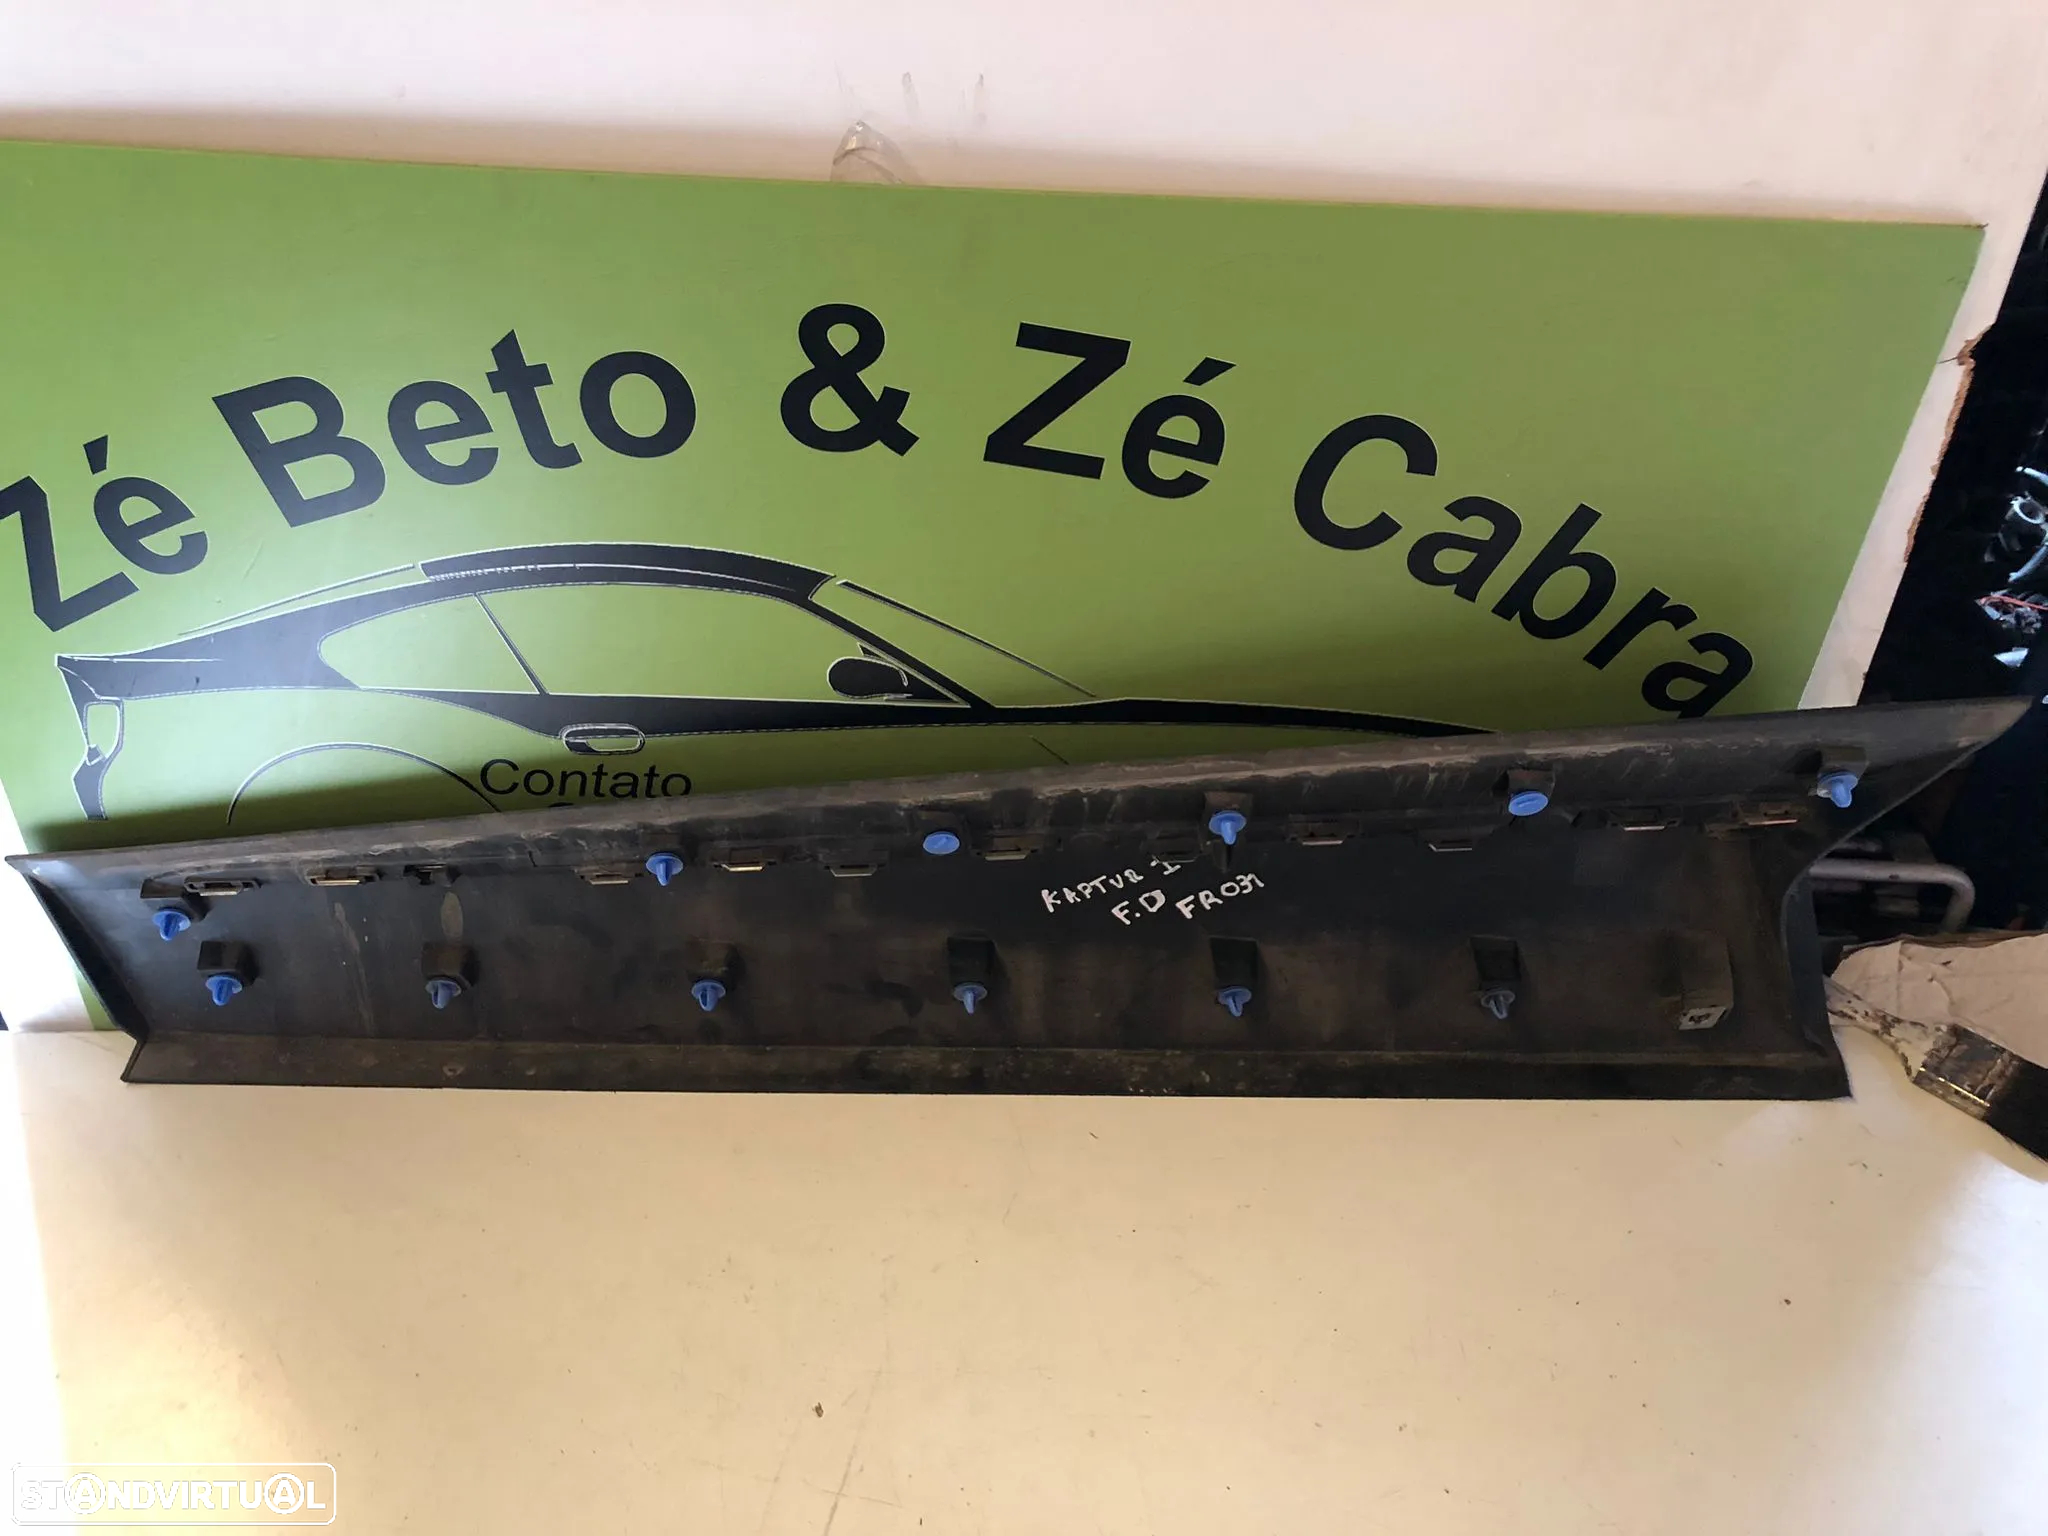 Zé Beto & Zé Cabra
Contato
KAPTUR I
F.D FR031
STANDVIRTUAL